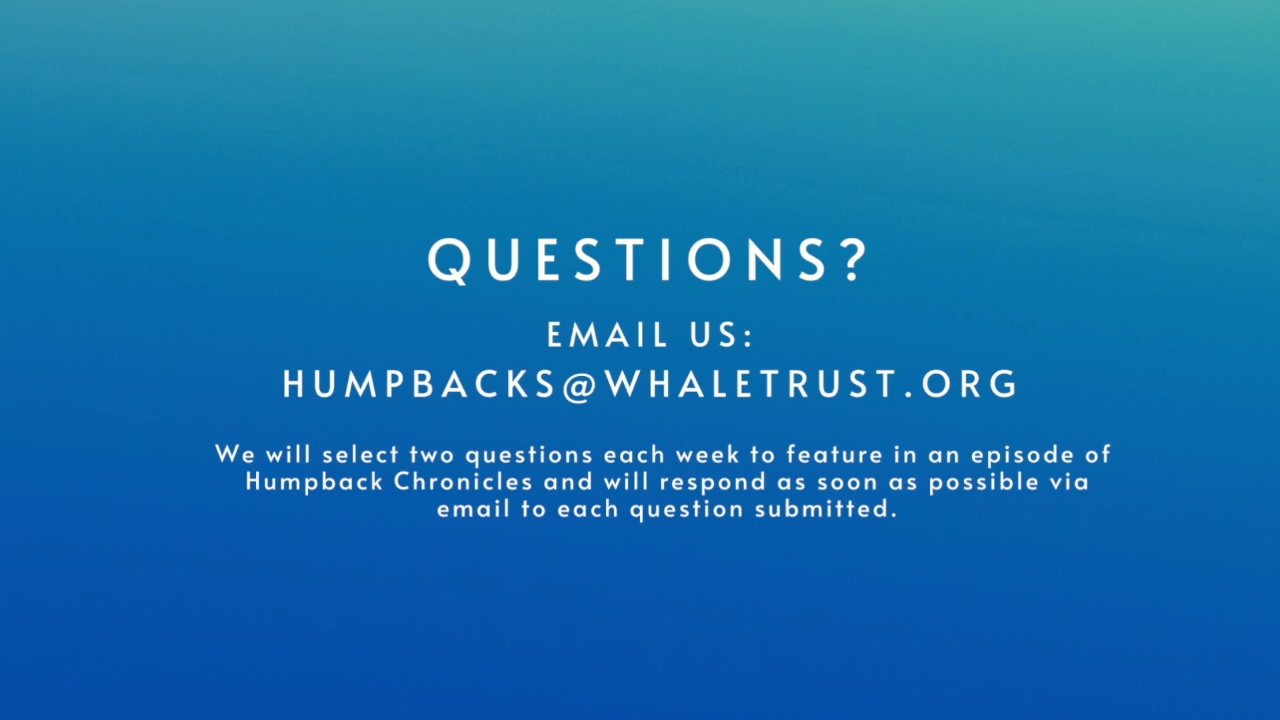 QUESTIONS?
EMAIL US:
HUMPBACKS@WHALETRUST.ORG
We will select two questions each week to feature in an episode of
Humpback Chronicles and will respond as soon as possible via
email to each question submitted.